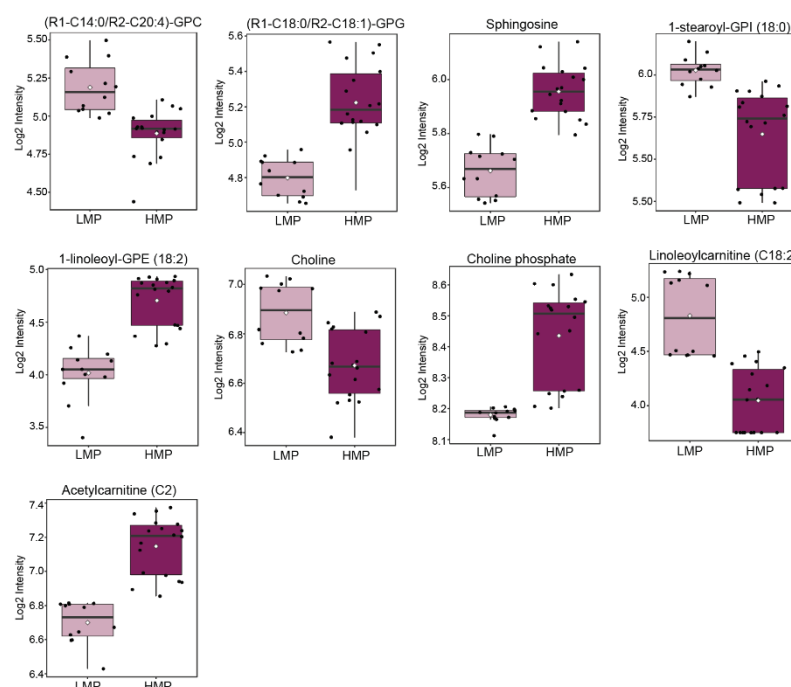 (R1-C14:0/R2-C20:4)-GPC
Log2 Intensity
5.50
5.25
5.00
4.75
4.50
LMP
HMP
(R1-C18:0/R2-C18:1)-GPG
Log2 Intensity
5.6
5.4
5.2
5.0
4.8
LMP
HMP
Sphingosine
Log2 Intensity
6.0
5.8
5.6
LMP
HMP
1-stearoyl-GPI (18:0)
Log2 Intensity
6.0
5.75
5.50
LMP
HMP
1-linoleoyl-GPE (18:2)
Log2 Intensity
5.0
4.5
4.0
3.5
LMP
HMP
Choline
Log2 Intensity
7.0
6.8
6.6
6.4
LMP
HMP
Choline phosphate
Log2 Intensity
8.6
8.5
8.4
8.3
8.2
8.1
LMP
HMP
Linoleoylcarnitine (C18:2
Log2 Intensity
5.0
4.5
4.0
LMP
HMP
Acetylcarnitine (C2)
Log2 Intensity
7.4
7.2
7.0
6.8
6.6
6.4
LMP
HMP